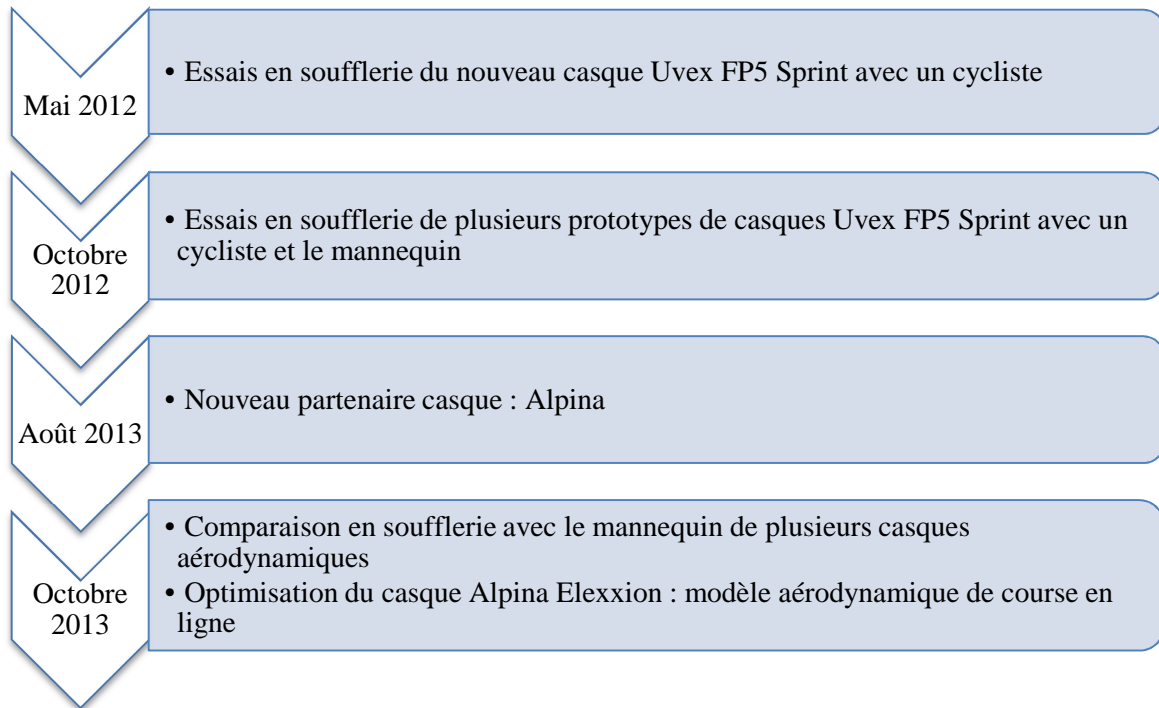 Mai 2012
• Essais en soufflerie du nouveau casque Uvex FP5 Sprint avec un cycliste
Octobre
2012
• Essais en soufflerie de plusieurs prototypes de casques Uvex FP5 Sprint avec un
cycliste et le mannequin
Août 2013
• Nouveau partenaire casque : Alpina
Octobre
2013
• Comparaison en soufflerie avec le mannequin de plusieurs casques
aérodynamiques
• Optimisation du casque Alpina Elexxion : modèle aérodynamique de course en
ligne